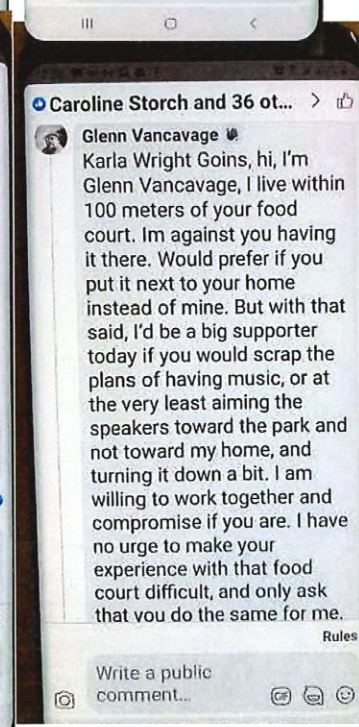 Caroline Storch and 36 ot...
Glenn Vancavage
Karla Wright Goins, hi, I'm
Glenn Vancavage, I live within
100 meters of your food
court. Im against you having
it there. Would prefer if you
put it next to your home
instead of mine. But with that
said, I'd be a big supporter
today if you would scrap the
plans of having music, or at
the very least aiming the
speakers toward the park and
not toward my home, and
turning it down a bit. I am
willing to work together and
compromise if you are. I have
no urge to make your
experience with that food
court difficult, and only ask
that you do the same for me.
Rules
Write a public
comment...
GIF